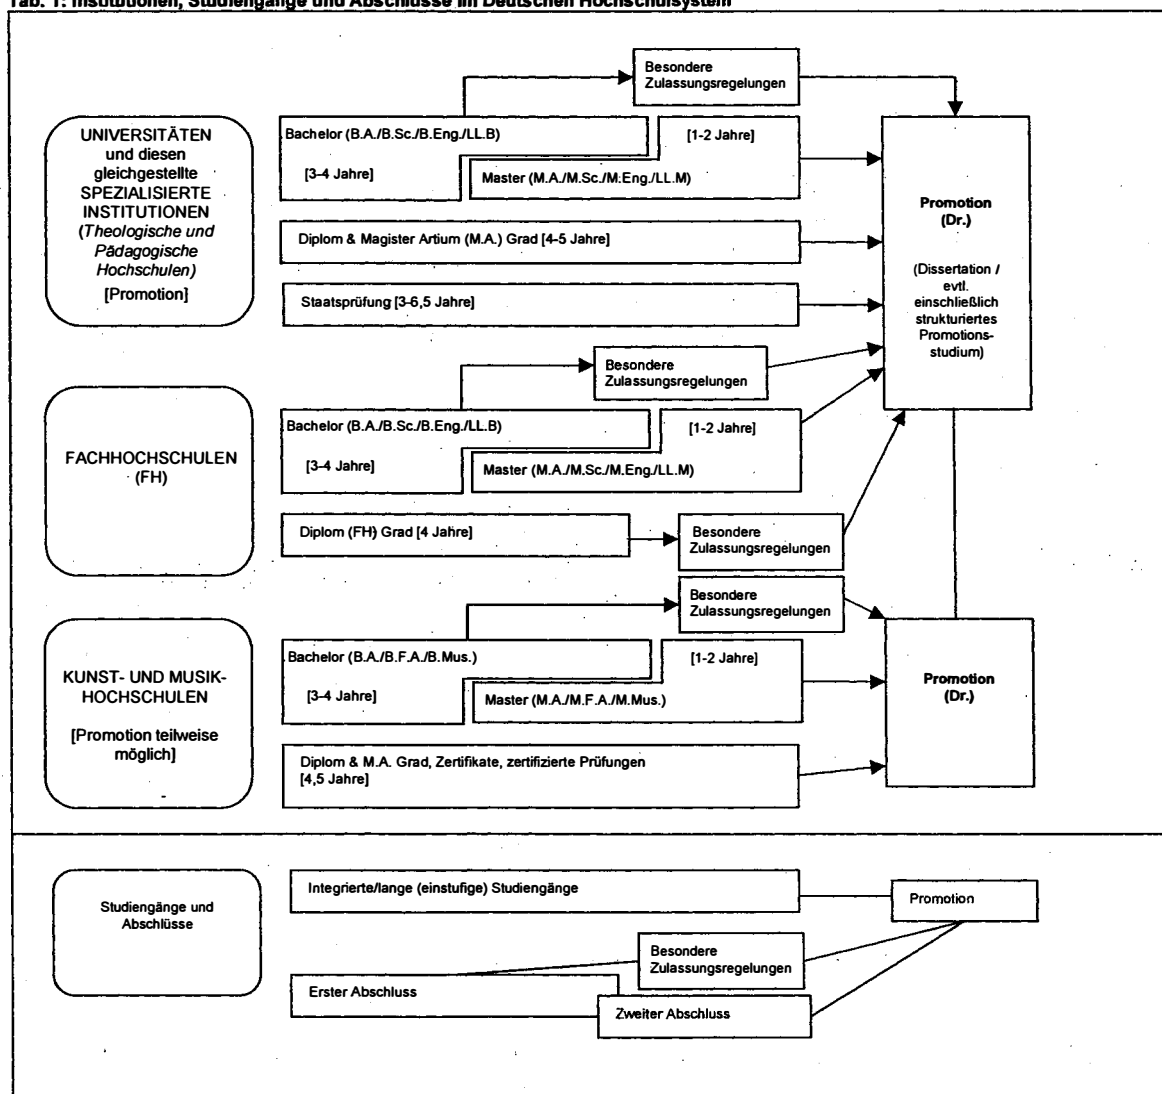 Tab. 1: Institutionen, Studiengänge und Abschlüsse im Deutschen Hochschulsystem
Besondere
Zulassungsregelungen
UNIVERSITÄTEN
und diesen
gleichgestellte
SPEZIALISIERTE
INSTITUTIONEN
(Theologische und
Pädagogische
Hochschulen)
[Promotion]
Bachelor (B.A./B.Sc./B.Eng./LL.B)
[3-4 Jahre]
[1-2 Jahre]
Master (M.A./M.Sc./M.Eng./LL.M)
Diplom & Magister Artium (M.A.) Grad [4-5 Jahre]
Staatsprüfung [3-6,5 Jahre]
Promotion
(Dr.)
(Dissertation /
evtl.
einschließlich
strukturiertes
Promotions-
studium)
Besondere
Zulassungsregelungen
FACHHOCHSCHULEN
(FH)
Bachelor (B.A./B.Sc./B.Eng./LL.B)
[3-4 Jahre]
[1-2 Jahre]
Master (M.A./M.Sc./M.Eng./LL.M)
Diplom (FH) Grad [4 Jahre]
Besondere
Zulassungsregelungen
Besondere
Zulassungsregelungen
KUNST- UND MUSIK-
HOCHSCHULEN
[Promotion teilweise
möglich]
Bachelor (B.A./B.F.A./B.Mus.)
[3-4 Jahre]
[1-2 Jahre]
Master (M.A./M.F.A./M.Mus.)
Diplom & M.A. Grad, Zertifikate, zertifizierte Prüfungen
[4,5 Jahre]
Promotion
(Dr.)
Studiengänge und
Abschlüsse
Integrierte/lange (einstufige) Studiengänge
Promotion
Besondere
Zulassungsregelungen
Erster Abschluss
Zweiter Abschluss